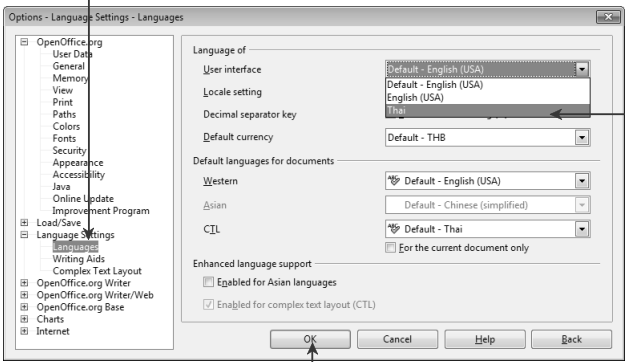 Options - Language Settings - Languages
OpenOffice.org
User Data
General
Memory
View
Print
Paths
Colors
Fonts
Security
Appearance
Accessibility
Java
Online Update
Improvement Program
Load/Save
Language Settings
Languages
Writing Aids
Complex Text Layout
OpenOffice.org Writer
OpenOffice.org Writer/Web
OpenOffice.org Base
Charts
Internet
Language of
User interface
Default - English (USA)
Default - English (USA)
English (USA)
Thai
Locale setting
Decimal separator key
Default currency
Default - THB
Default languages for documents
Western
Default - English (USA)
Asian
Default - Chinese (simplified)
CTL
Default - Thai
For the current document only
Enhanced language support
Enabled for Asian languages
Enabled for complex text layout (CTL)
OK
Cancel
Help
Back